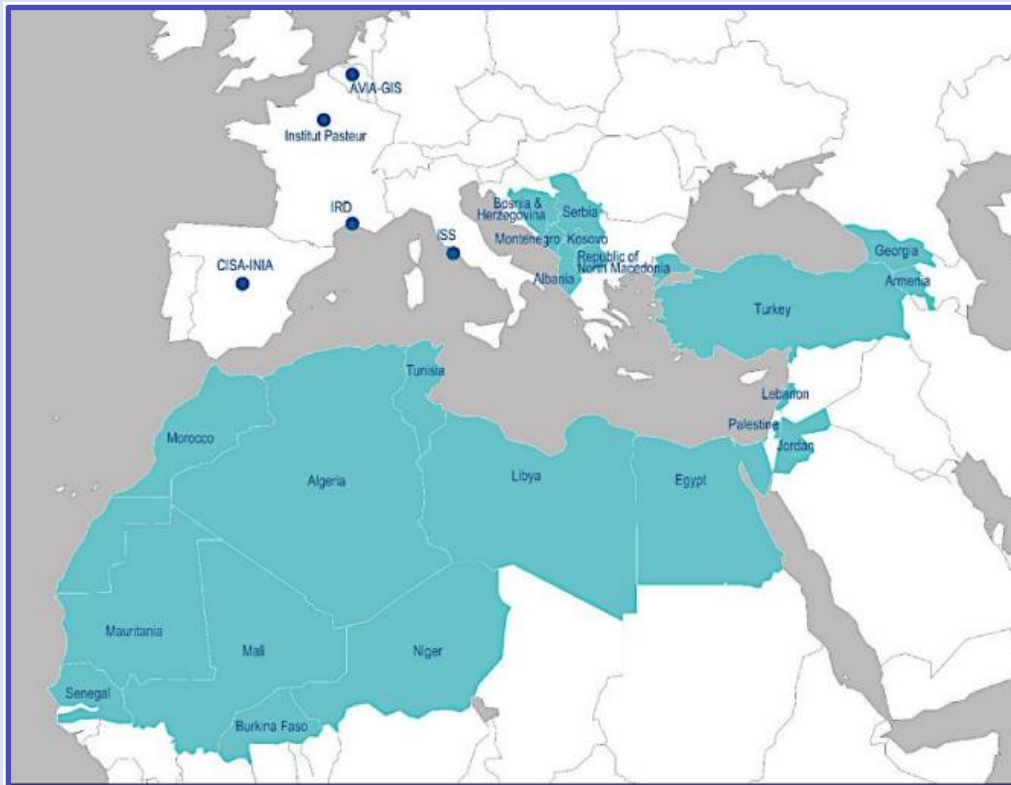 AVIA-GIS
Institut Pasteur
IRD
ISS
CISA-INIA
Bosnia &
Herzegovina
Serbia
Montenegro
Kosovo
Republic of
North Macedonia
Albania
Georgia
Armenia
Turkey
Tunisia
Lebanon
Palestine
Jordan
Morocco
Algeria
Libya
Egypt
Mauritania
Mali
Niger
Senegal
Burkina Faso